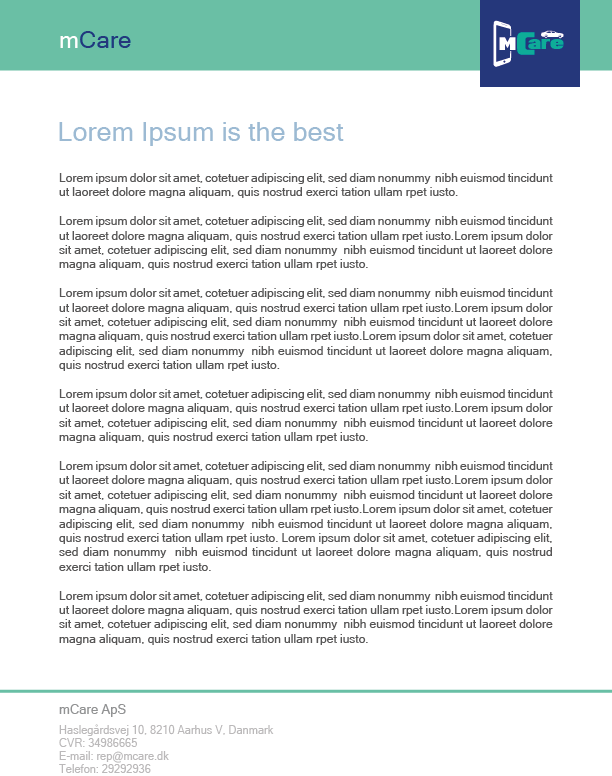 mCare
MCare
Lorem Ipsum is the best
Lorem ipsum dolor sit amet, cotetuer adipiscing elit, sed diam nonummy nibh euismod tincidunt
ut laoreet dolore magna aliquam, quis nostrud exerci tation ullam rpet iusto.
Lorem ipsum dolor sit amet, cotetuer adipiscing elit, sed diam nonummy nibh euismod tincidunt
ut laoreet dolore magna aliquam, quis nostrud exerci tation ullam rpet iusto.Lorem ipsum dolor
sit amet, cotetuer adipiscing elit, sed diam nonummy nibh euismod tincidunt ut laoreet dolore
magna aliquam, quis nostrud exerci tation ullam rpet iusto.
Lorem ipsum dolor sit amet, cotetuer adipiscing elit, sed diam nonummy nibh euismod tincidunt
ut laoreet dolore magna aliquam, quis nostrud exerci tation ullam rpet iusto.Lorem ipsum dolor
sit amet, cotetuer adipiscing elit, sed diam nonummy nibh euismod tincidunt ut laoreet dolore
magna aliquam, quis nostrud exerci tation ullam rpet iusto.Lorem ipsum dolor sit amet, cotetuer
adipiscing elit, sed diam nonummy nibh euismod tincidunt ut laoreet dolore magna aliquam,
quis nostrud exerci tation ullam rpet iusto.
Lorem ipsum dolor sit amet, cotetuer adipiscing elit, sed diam nonummy nibh euismod tincidunt
ut laoreet dolore magna aliquam, quis nostrud exerci tation ullam rpet iusto.Lorem ipsum dolor
sit amet, cotetuer adipiscing elit, sed diam nonummy nibh euismod tincidunt ut laoreet dolore
magna aliquam, quis nostrud exerci tation ullam rpet iusto.
Lorem ipsum dolor sit amet, cotetuer adipiscing elit, sed diam nonummy nibh euismod tincidunt
ut laoreet dolore magna aliquam, quis nostrud exerci tation ullam rpet iusto.Lorem ipsum dolor
sit amet, cotetuer adipiscing elit, sed diam nonummy nibh euismod tincidunt ut laoreet dolore
magna aliquam, quis nostrud exerci tation ullam rpet iusto.Lorem ipsum dolor sit amet, cotetuer
adipiscing elit, sed diam nonummy nibh euismod tincidunt ut laoreet dolore magna aliquam,
quis nostrud exerci tation ullam rpet iusto. Lorem ipsum dolor sit amet, cotetuer adipiscing elit,
sed diam nonummy nibh euismod tincidunt ut laoreet dolore magna aliquam, quis nostrud
exerci tation ullam rpet iusto.
Lorem ipsum dolor sit amet, cotetuer adipiscing elit, sed diam nonummy nibh euismod tincidunt
ut laoreet dolore magna aliquam, quis nostrud exerci tation ullam rpet iusto.Lorem ipsum dolor
sit amet, cotetuer adipiscing elit, sed diam nonummy nibh euismod tincidunt ut laoreet dolore
magna aliquam, quis nostrud exerci tation ullam rpet iusto.
mCare ApS
Haslegårdsvej 10, 8210 Aarhus V, Danmark
CVR: 34986665
E-mail: rep@mcare.dk
Telefon: 29292936